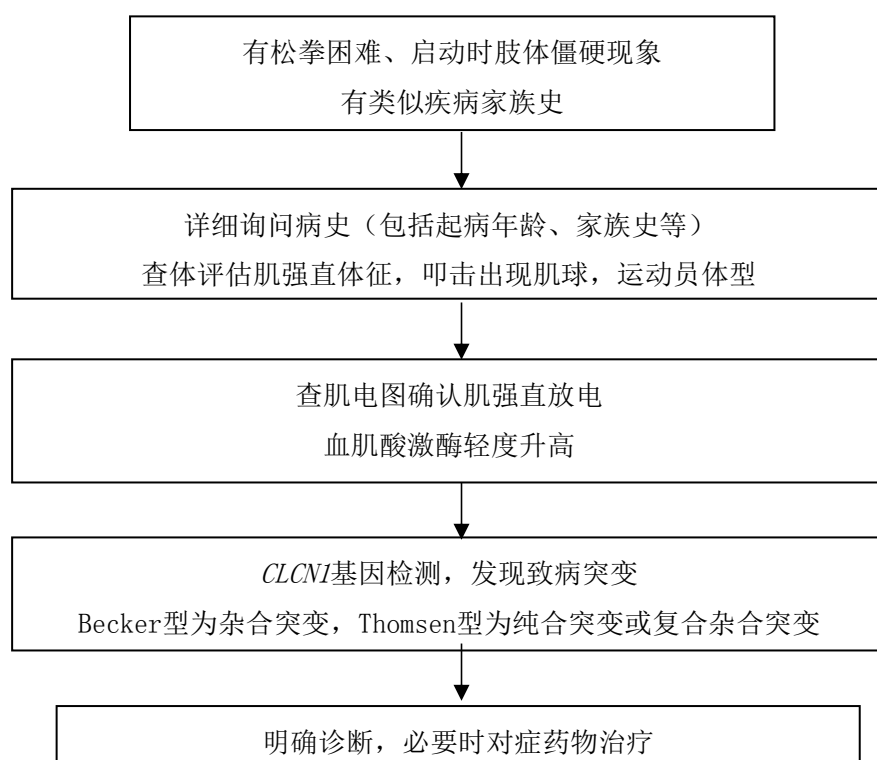 有松拳困难、启动时肢体僵硬现象
有类似疾病家族史
详细询问病史（包括起病年龄、家族史等）
查体评估肌强直体征，叩击出现肌球，运动员体型
查肌电图确认肌强直放电
血肌酸激酶轻度升高
CLCN1基因检测，发现致病突变
Becker型为杂合突变，Thomsen型为纯合突变或复合杂合突变
明确诊断，必要时对症药物治疗